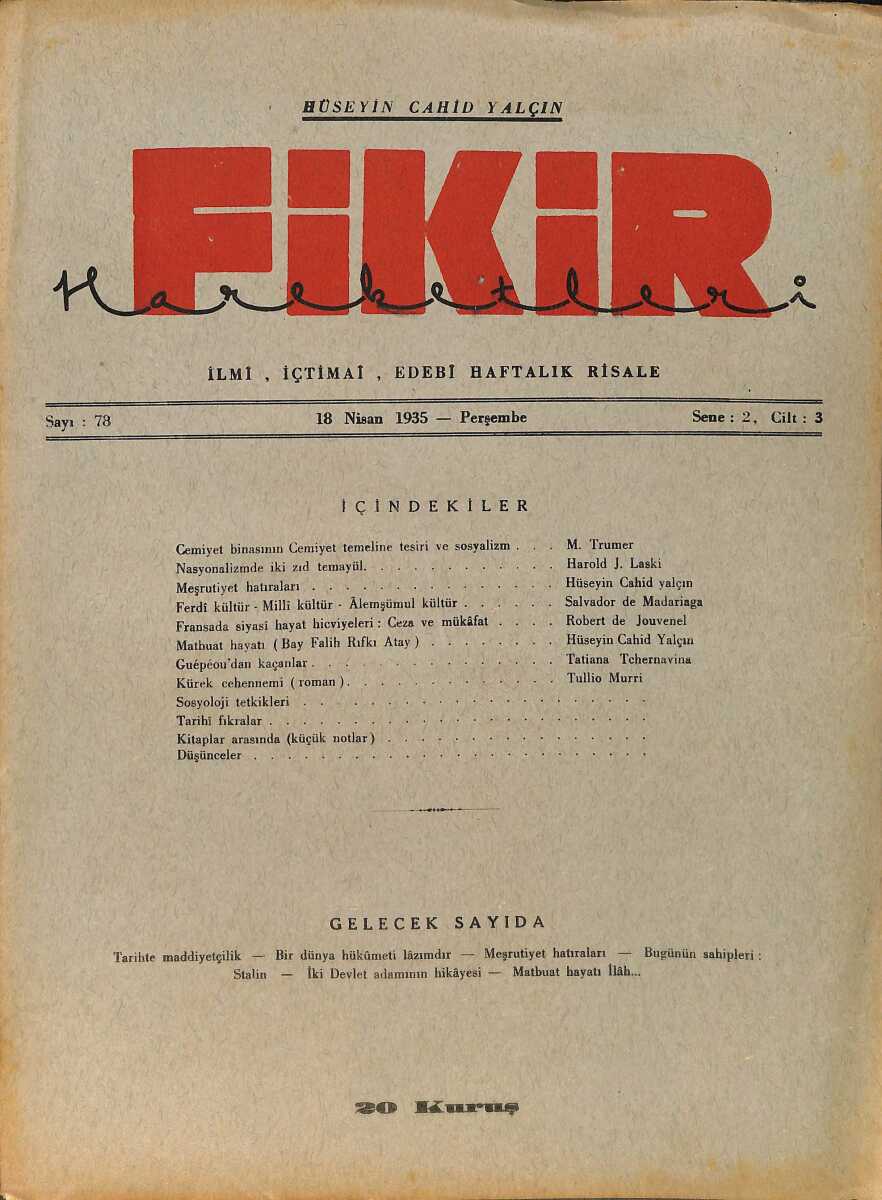 HÜSEYİN CAHİD YALÇIN
FİKİR
Hareketleri
İLMÎ , İÇTİMAÎ , EDEBÎ HAFTALIK RİSALE
Sayı : 78 18 Nisan 1935 — Perşembe Sene : 2, Cilt : 3
İÇİNDEKİLER
Cemiyet binasının Cemiyet temeline tesiri ve sosyalizm . . . M. Trumer
Nasyonalizmde iki zıd temayül. . . . . . . . . . . . . . Harold J. Laski
Meşrutiyet hatıraları . . . . . . . . . . . . . . . . . . Hüseyin Cahid yalçın
Ferdî kültür - Millî kültür - Âlemşümul kültür . . . . . . Salvador de Madariaga
Fransada siyasî hayat hicviyeleri : Ceza ve mükâfat . . . . Robert de Jouvenel
Matbuat hayatı ( Bay Falih Rıfkı Atay ) . . . . . . . . Hüseyin Cahid Yalçın
Guépéou'dan kaçanlar . . . . . . . . . . . . . . . . . . Tatiana Tchernavina
Kürek cehennemi ( roman ) . . . . . . . . . . . . . . . Tullio Murri
Sosyoloji tetkikleri . . . . . . . . . . . . . . . . . . . . . . . .
Tarihî fıkralar . . . . . . . . . . . . . . . . . . . . . . . . . .
Kitaplar arasında (küçük notlar ) . . . . . . . . . . . . . . . . . .
Düşünceler . . . . . . . . . . . . . . . . . . . . . . . . . . .
GELECEK SAYIDA
Tarihte maddiyetçilik — Bir dünya hükûmeti lâzımdır — Meşrutiyet hatıraları — Bugünün sahipleri :
Stalin — İki Devlet adamının hikâyesi — Matbuat hayatı İlâh...
20 Kuruş